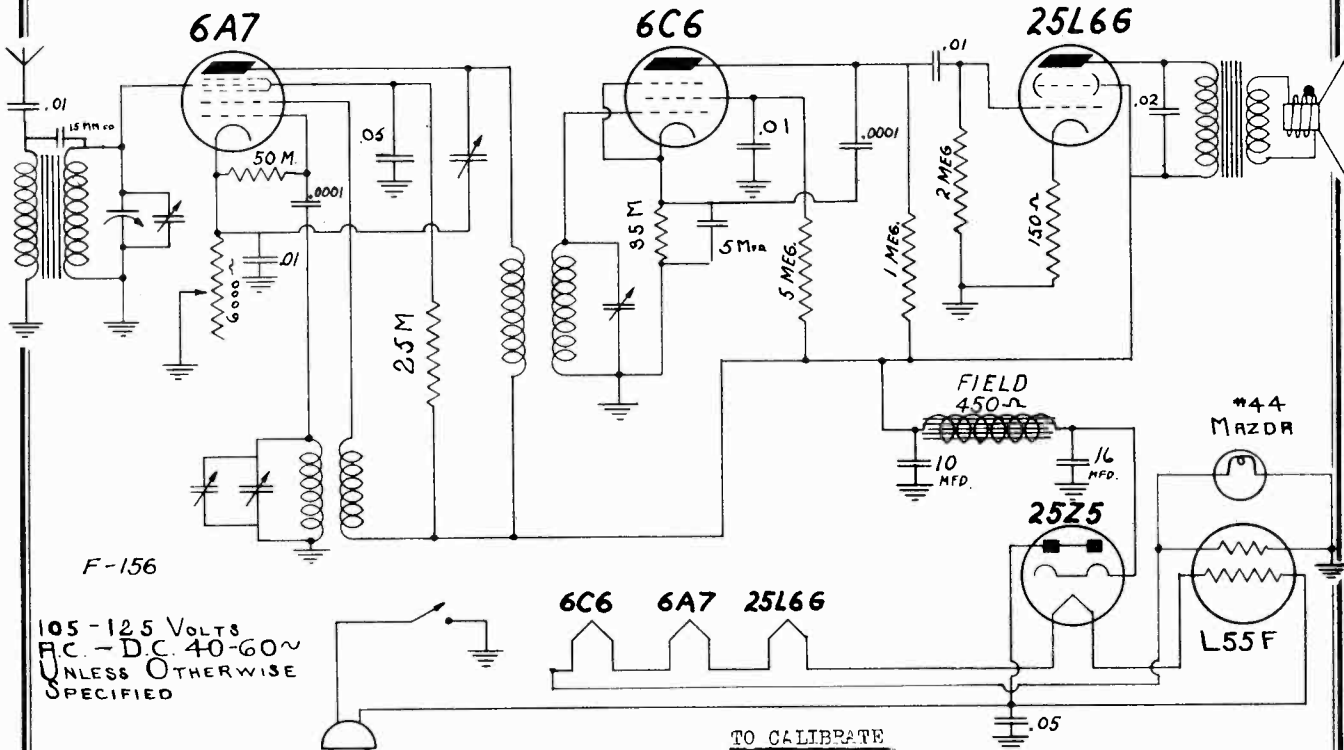 6A7
6C6
25L6G
.01
15 MMFD
50 M.
.0001
.05
.01
25 M
.01
.0001
35 M
5 MFD
5 MEG.
1 MEG.
.01
2 MEG
150 Ω
.02
FIELD
450 Ω
10
MFD.
16
MFD.
#44
MAZDA
25Z5
L55F
F-156
105-125 VOLTS
A.C. - D.C. 40-60~
UNLESS OTHERWISE
SPECIFIED
6C6 6A7 25L6G
.05
TO CALIBRATE